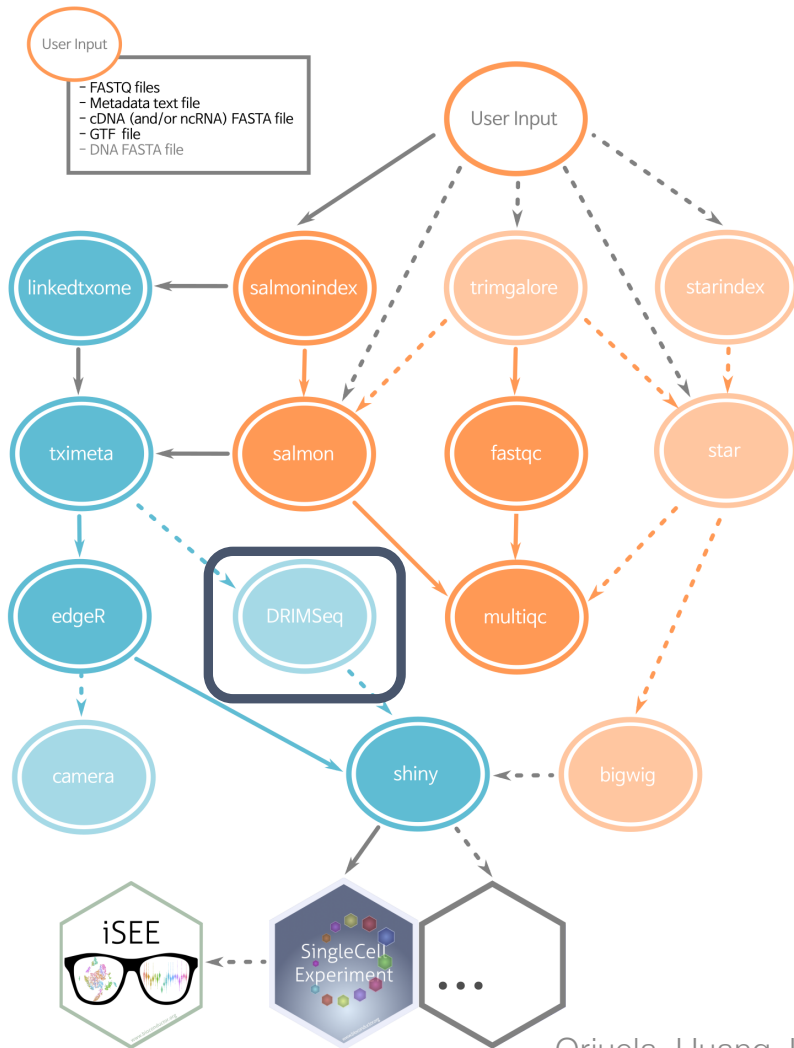 User Input
- FASTQ files
- Metadata text file
- cDNA (and/or ncRNA) FASTA file
- GTF file
- DNA FASTA file
User Input
linkedtxome
salmonindex
trimgalore
starindex
tximeta
salmon
fastqc
star
edgeR
DRIMSeq
multiqc
camera
shiny
bigwig
iSEE
SingleCell
Experiment
...